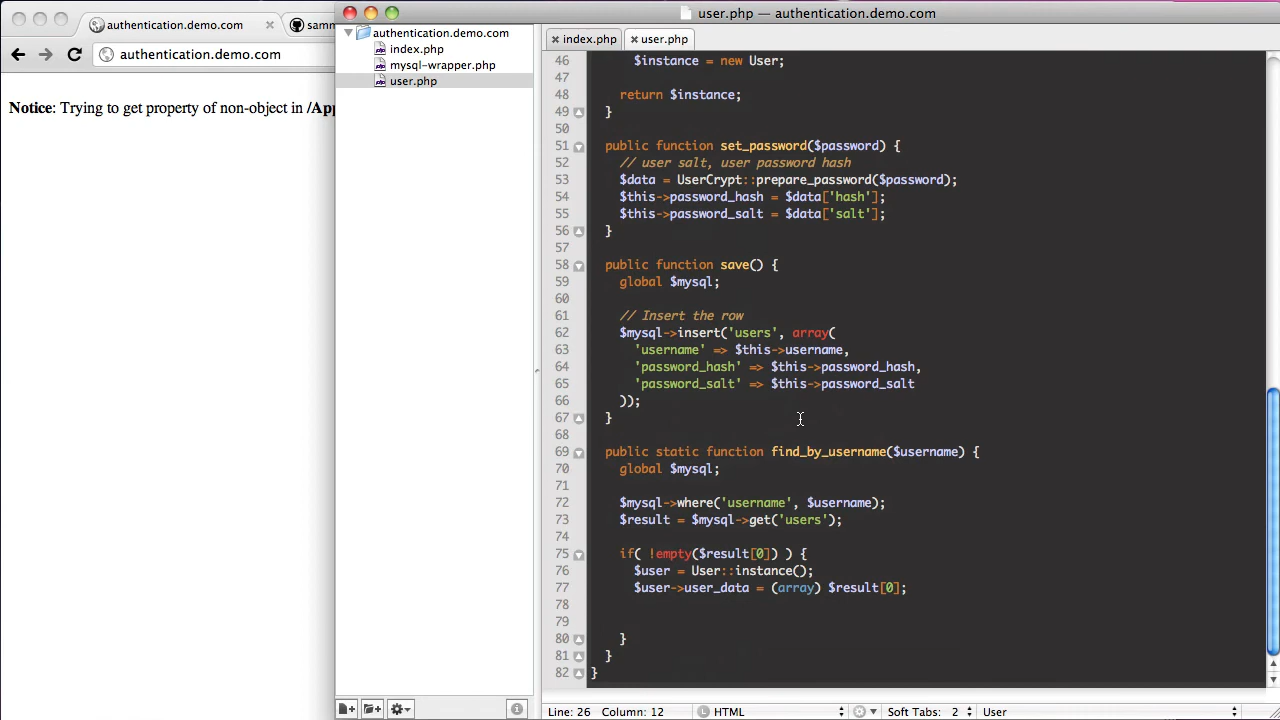 authentication.demo.com
samm
user.php — authentication.demo.com
authentication.demo.com
Notice: Trying to get property of non-object in /App
authentication.demo.com
index.php
mysql-wrapper.php
user.php
index.php
user.php
46 $instance = new User;
47
48 return $instance;
49 }
50
51 public function set_password($password) {
52 // user salt, user password hash
53 $data = UserCrypt::prepare_password($password);
54 $this->password_hash = $data['hash'];
55 $this->password_salt = $data['salt'];
56 }
57
58 public function save() {
59 global $mysql;
60
61 // Insert the row
62 $mysql->insert('users', array(
63 'username' => $this->username,
64 'password_hash' => $this->password_hash,
65 'password_salt' => $this->password_salt
66 ));
67 }
68
69 public static function find_by_username($username) {
70 global $mysql;
71
72 $mysql->where('username', $username);
73 $result = $mysql->get('users');
74
75 if( !empty($result[0]) ) {
76 $user = User::instance();
77 $user->user_data = (array) $result[0];
78
79
80 }
81 }
82 }
Line: 26 Column: 12
HTML
Soft Tabs: 2
User